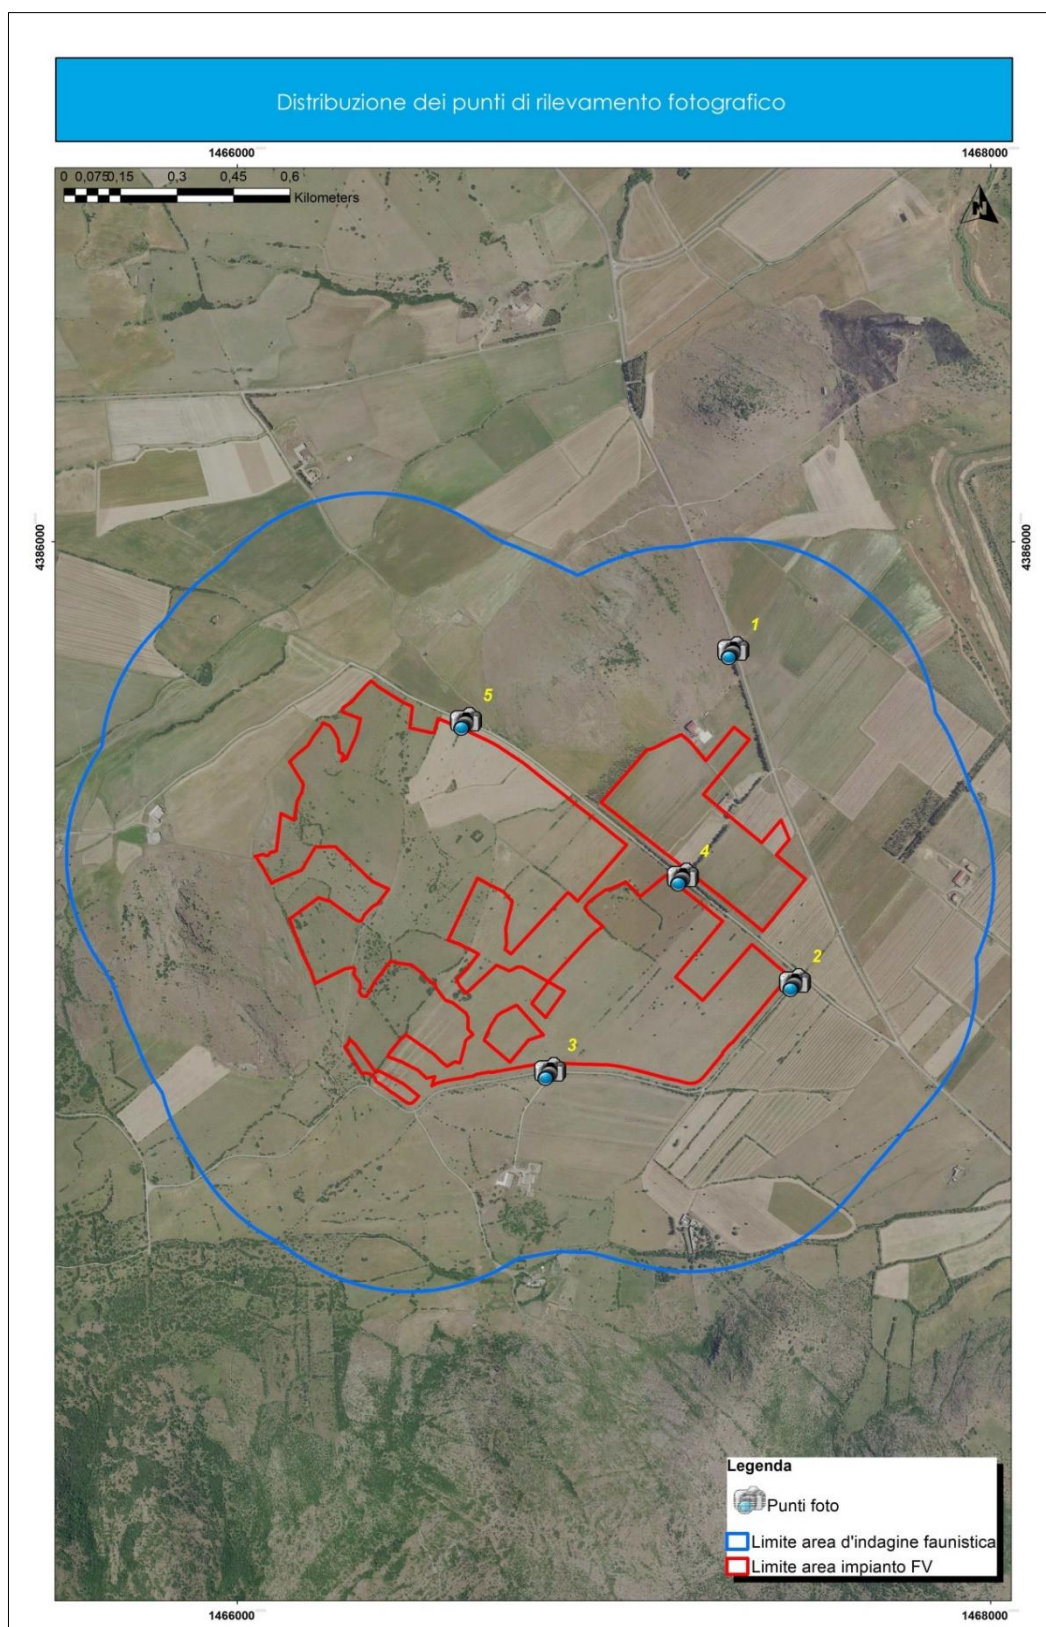 Distribuzione dei punti di rilevamento fotografico
1466000 1468000
0 0,075 0,15 0,3 0,45 0,6
Kilometers
N
4386000 4386000
1
5
4
2
3
Legenda
Punti foto
Limite area d'indagine faunistica
Limite area impianto FV
1466000 1468000